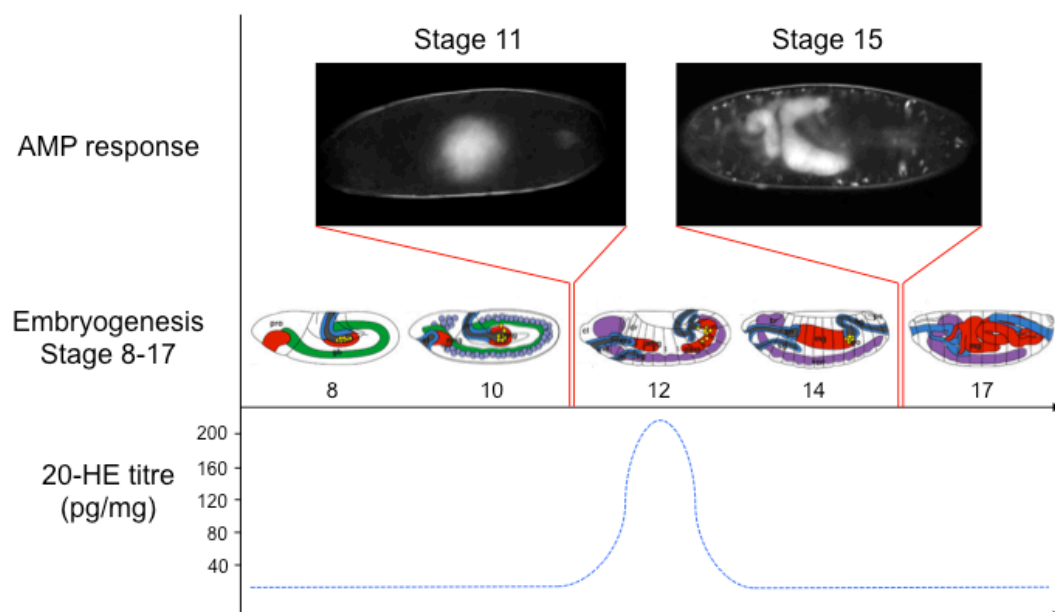 Stage 11
Stage 15
AMP response
Embryogenesis
Stage 8-17
pro
8
10
12
14
17
20-HE titre
(pg/mg)
200
160
120
80
40